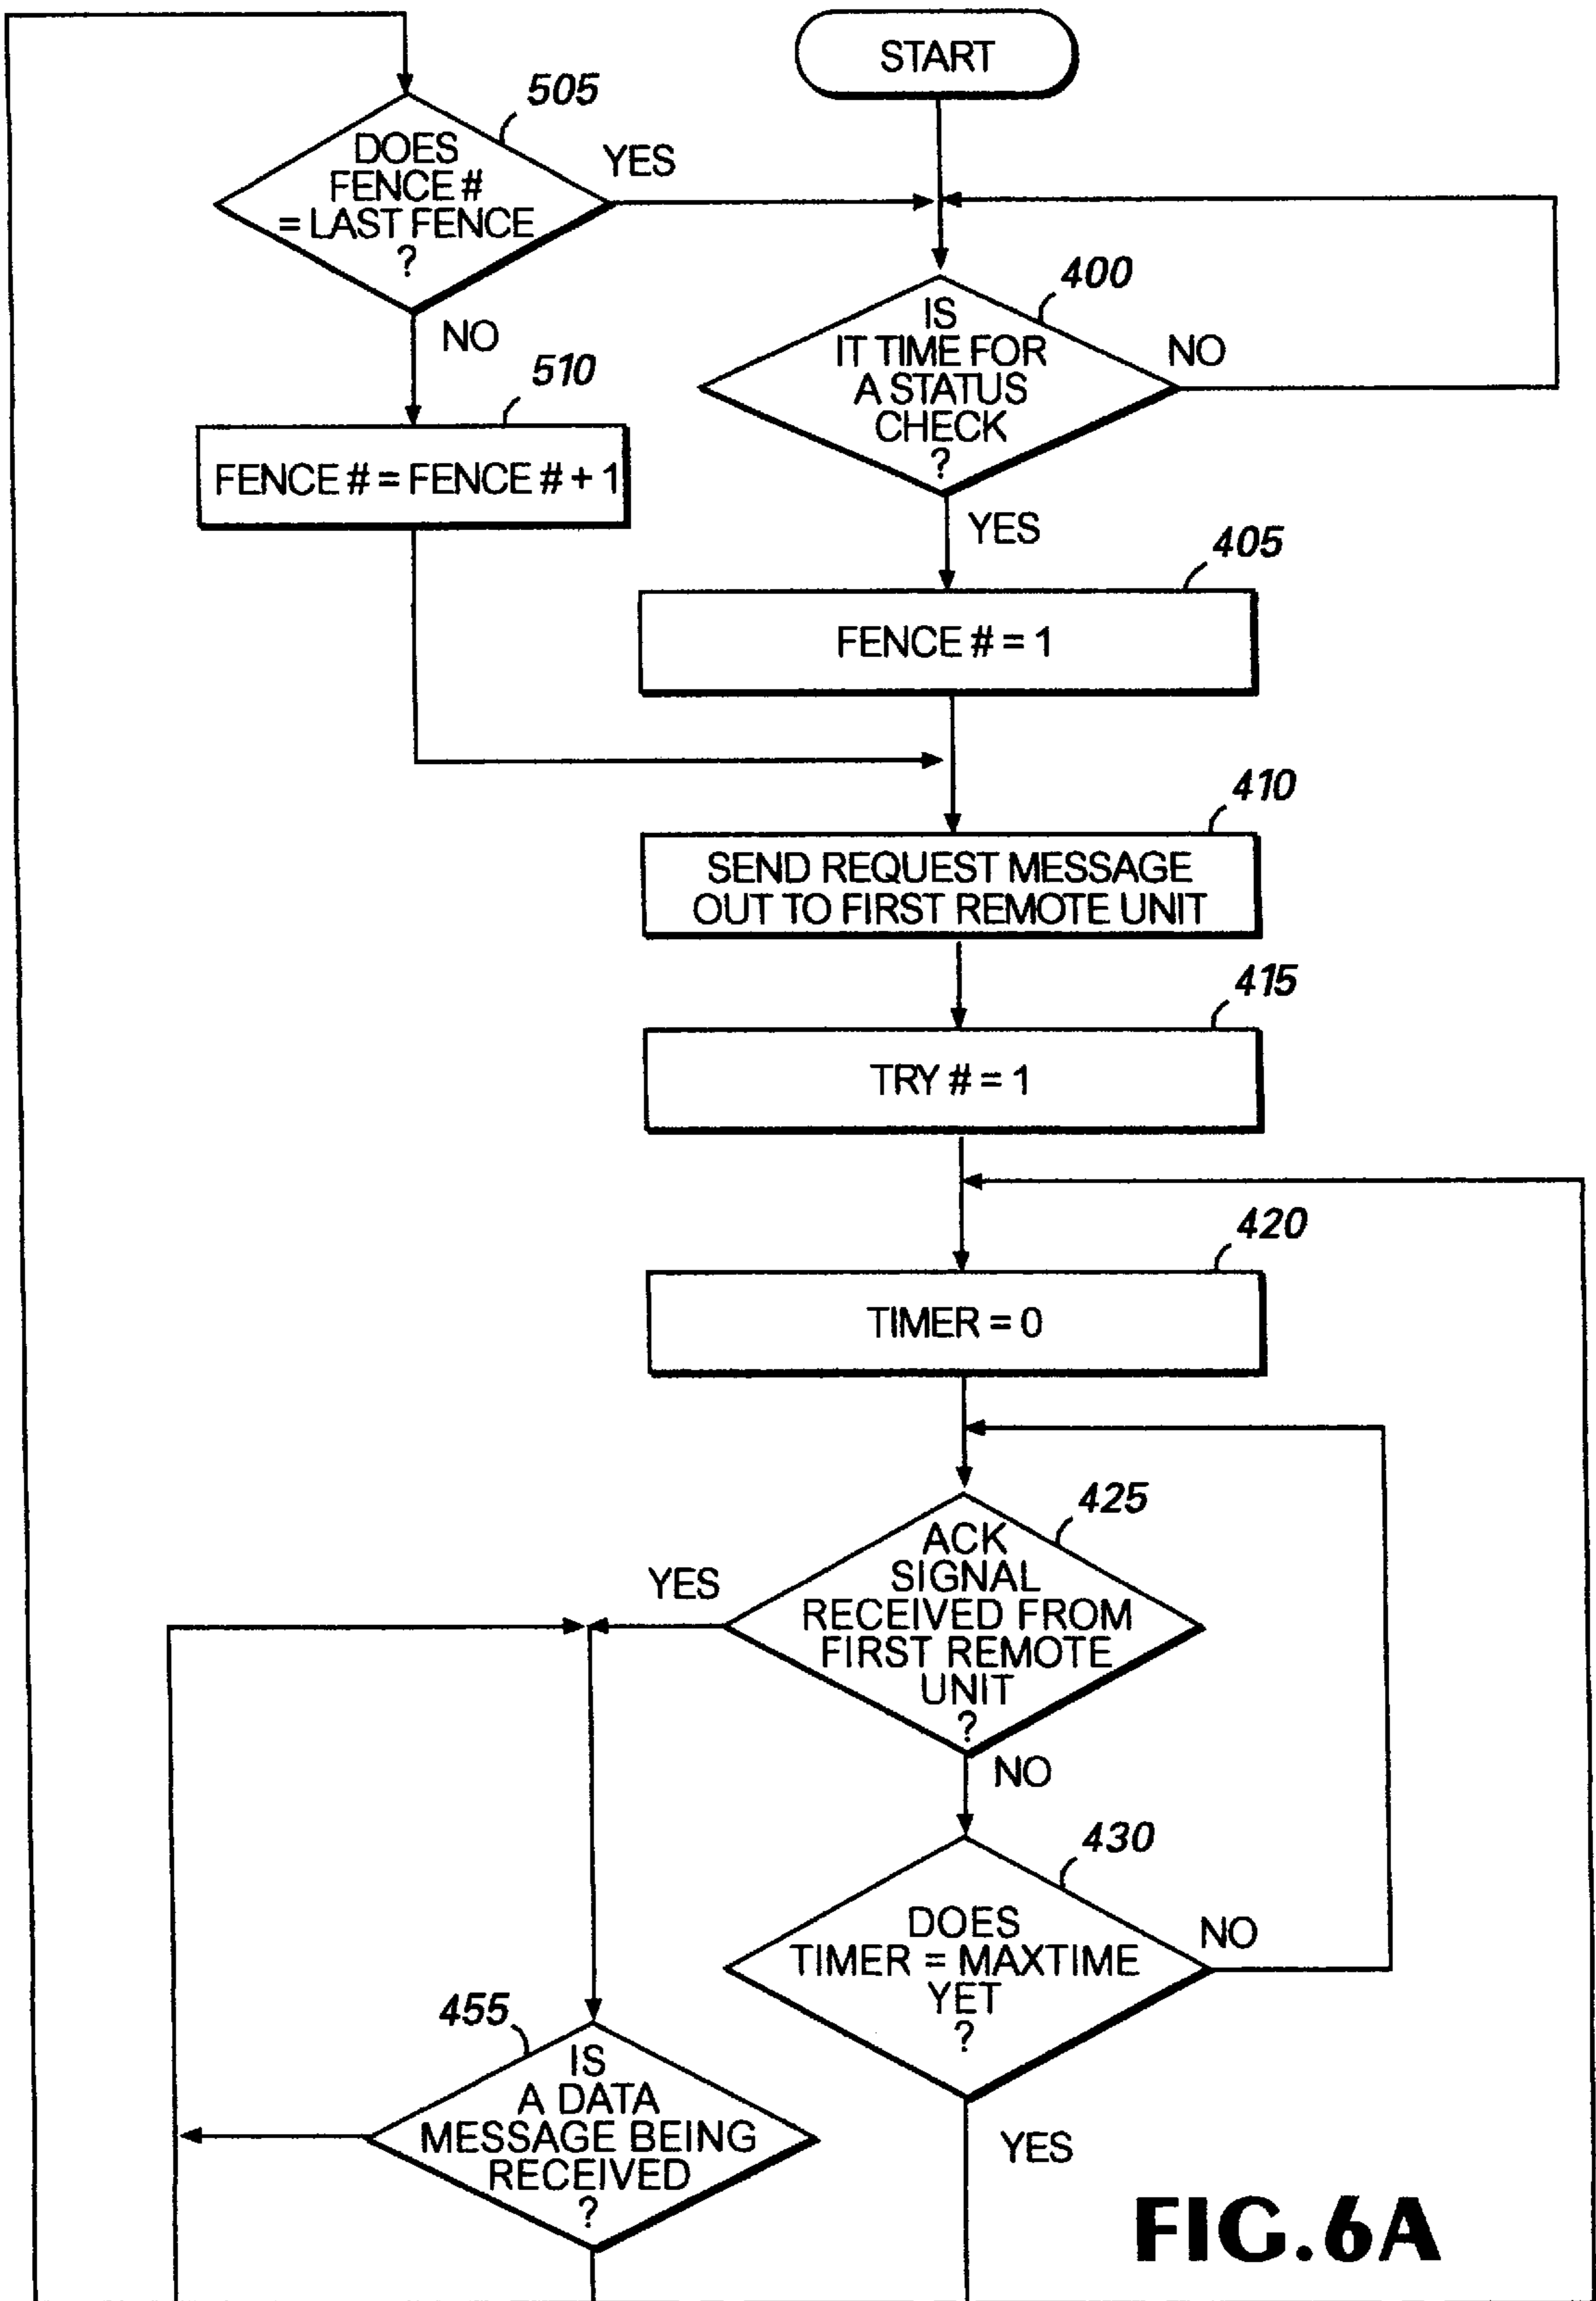 START
505
DOES
FENCE #
= LAST FENCE
?
YES
NO
400
IS
IT TIME FOR
A STATUS
CHECK
?
NO
YES
510
FENCE # = FENCE # + 1
405
FENCE # = 1
410
SEND REQUEST MESSAGE
OUT TO FIRST REMOTE UNIT
415
TRY # = 1
420
TIMER = 0
425
ACK
SIGNAL
RECEIVED FROM
FIRST REMOTE
UNIT
?
YES
NO
430
DOES
TIMER = MAXTIME
YET
?
NO
YES
455
IS
A DATA
MESSAGE BEING
RECEIVED
?
FIG.6A